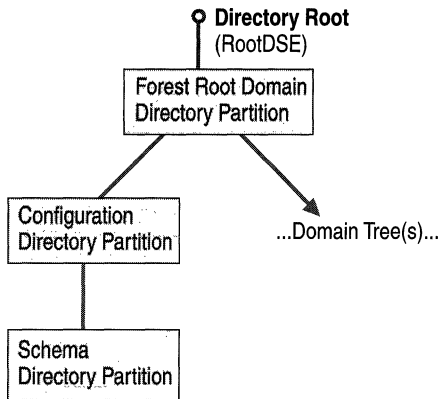 Directory Root
(RootDSE)
Forest Root Domain
Directory Partition
Configuration
Directory Partition
...Domain Tree(s)...
Schema
Directory Partition